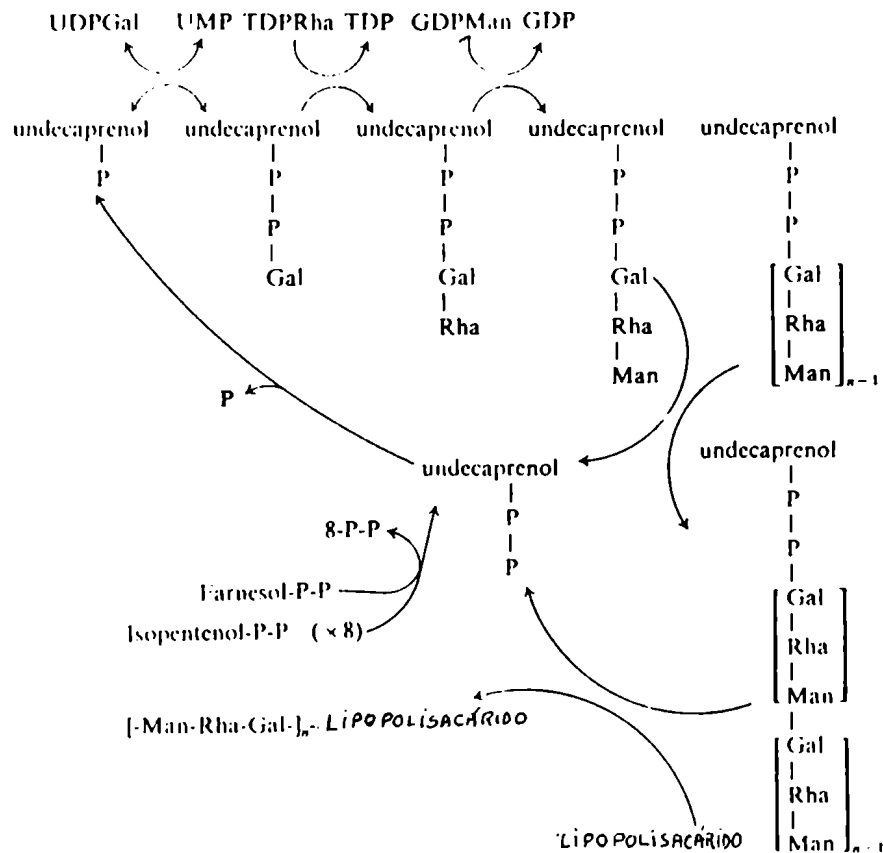 UDPGal UMP TDPRha TDP GDPMan GDP
undecaprenol undecaprenol undecaprenol undecaprenol undecaprenol
P P P P P
P P P P
Gal Gal Gal [Gal
Rha Rha Rha
Man Man]n-1
P
undecaprenol undecaprenol
P P
P P
8-P-P
Farnesol-P-P [Gal
Isopentenol-P-P (×8) Rha
Man]
[-Man-Rha-Gal-]n- LIPOPOLISACÁRIDO
[Gal
Rha
LIPOPOLISACÁRIDO Man]n-1